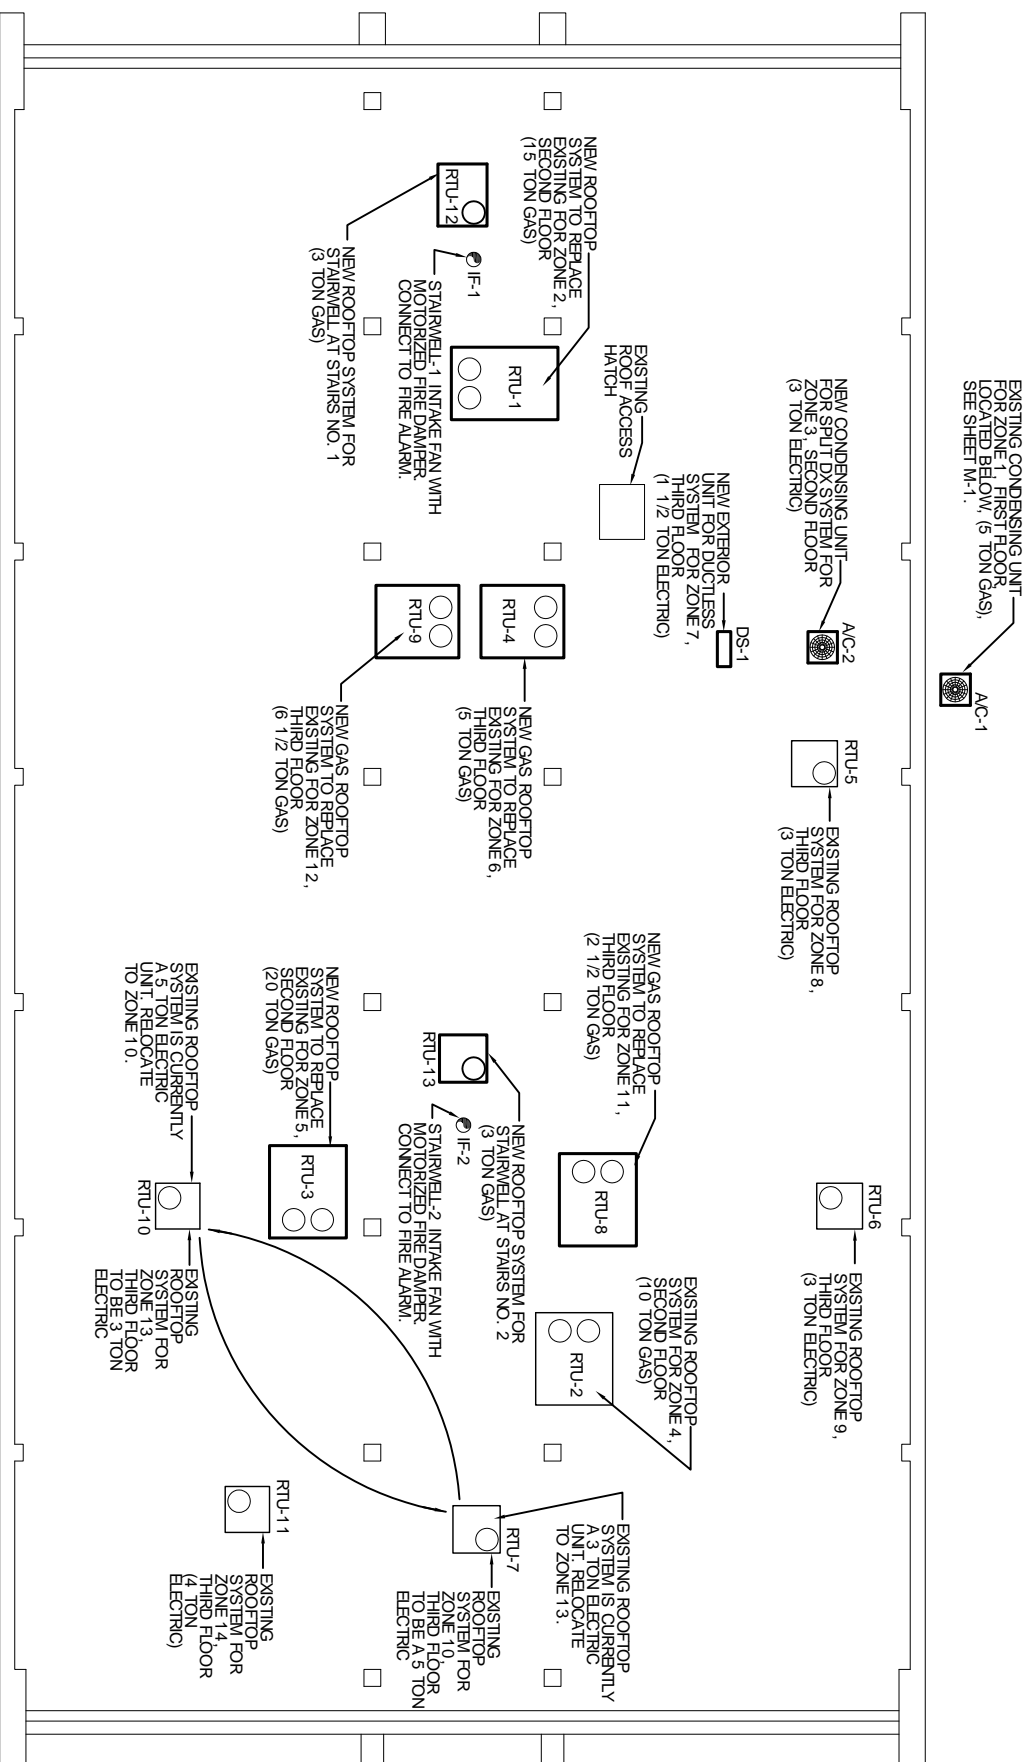 EXISTING CONDENSING UNIT
FOR ZONE 1, FIRST FLOOR,
LOCATED BELOW, (5 TON GAS),
SEE SHEET M-1.
A/C-1
NEW CONDENSING UNIT
FOR SPLIT DX SYSTEM FOR
ZONE 3, SECOND FLOOR
(3 TON ELECTRIC)
A/C-2
NEW EXTERIOR
UNIT FOR DUCTLESS
SYSTEM FOR ZONE 7,
THIRD FLOOR
(1 1/2 TON ELECTRIC)
DS-1
EXISTING
ROOF ACCESS
HATCH
NEW ROOFTOP
SYSTEM TO REPLACE
EXISTING FOR ZONE 2,
SECOND FLOOR
(15 TON GAS)
RTU-1
RTU-12
NEW ROOFTOP SYSTEM FOR
STAIRWELL AT STAIRS NO. 1
(3 TON GAS)
IF-1
STAIRWELL-1 INTAKE FAN WITH
MOTORIZED FIRE DAMPER.
CONNECT TO FIRE ALARM.
RTU-5
EXISTING ROOFTOP
SYSTEM FOR ZONE 8,
THIRD FLOOR
(3 TON ELECTRIC)
RTU-4
NEW GAS ROOFTOP
SYSTEM TO REPLACE
EXISTING FOR ZONE 6,
THIRD FLOOR
(5 TON GAS)
RTU-9
NEW GAS ROOFTOP
SYSTEM TO REPLACE
EXISTING FOR ZONE 12,
THIRD FLOOR
(6 1/2 TON GAS)
RTU-6
EXISTING ROOFTOP
SYSTEM FOR ZONE 9,
THIRD FLOOR
(3 TON ELECTRIC)
NEW GAS ROOFTOP
SYSTEM TO REPLACE
EXISTING FOR ZONE 11,
THIRD FLOOR
(2 1/2 TON GAS)
RTU-8
EXISTING ROOFTOP
SYSTEM FOR ZONE 4,
SECOND FLOOR
(10 TON GAS)
RTU-2
RTU-13
NEW ROOFTOP SYSTEM FOR
STAIRWELL AT STAIRS NO. 2
(3 TON GAS)
IF-2
STAIRWELL-2 INTAKE FAN WITH
MOTORIZED FIRE DAMPER.
CONNECT TO FIRE ALARM.
NEW ROOFTOP
SYSTEM TO REPLACE
EXISTING FOR ZONE 5,
SECOND FLOOR
(20 TON GAS)
RTU-3
EXISTING ROOFTOP
SYSTEM IS CURRENTLY
A 5 TON ELECTRIC
UNIT. RELOCATE
TO ZONE 10.
RTU-10
EXISTING
ROOFTOP
SYSTEM FOR
ZONE 13,
THIRD FLOOR
TO BE 3 TON
ELECTRIC
EXISTING ROOFTOP
SYSTEM IS CURRENTLY
A 3 TON ELECTRIC
UNIT. RELOCATE
TO ZONE 13.
RTU-7
EXISTING
ROOFTOP
SYSTEM FOR
ZONE 10,
THIRD FLOOR
TO BE A 5 TON
ELECTRIC
RTU-11
EXISTING
ROOFTOP
SYSTEM FOR
ZONE 14,
THIRD FLOOR
(4 TON
ELECTRIC)